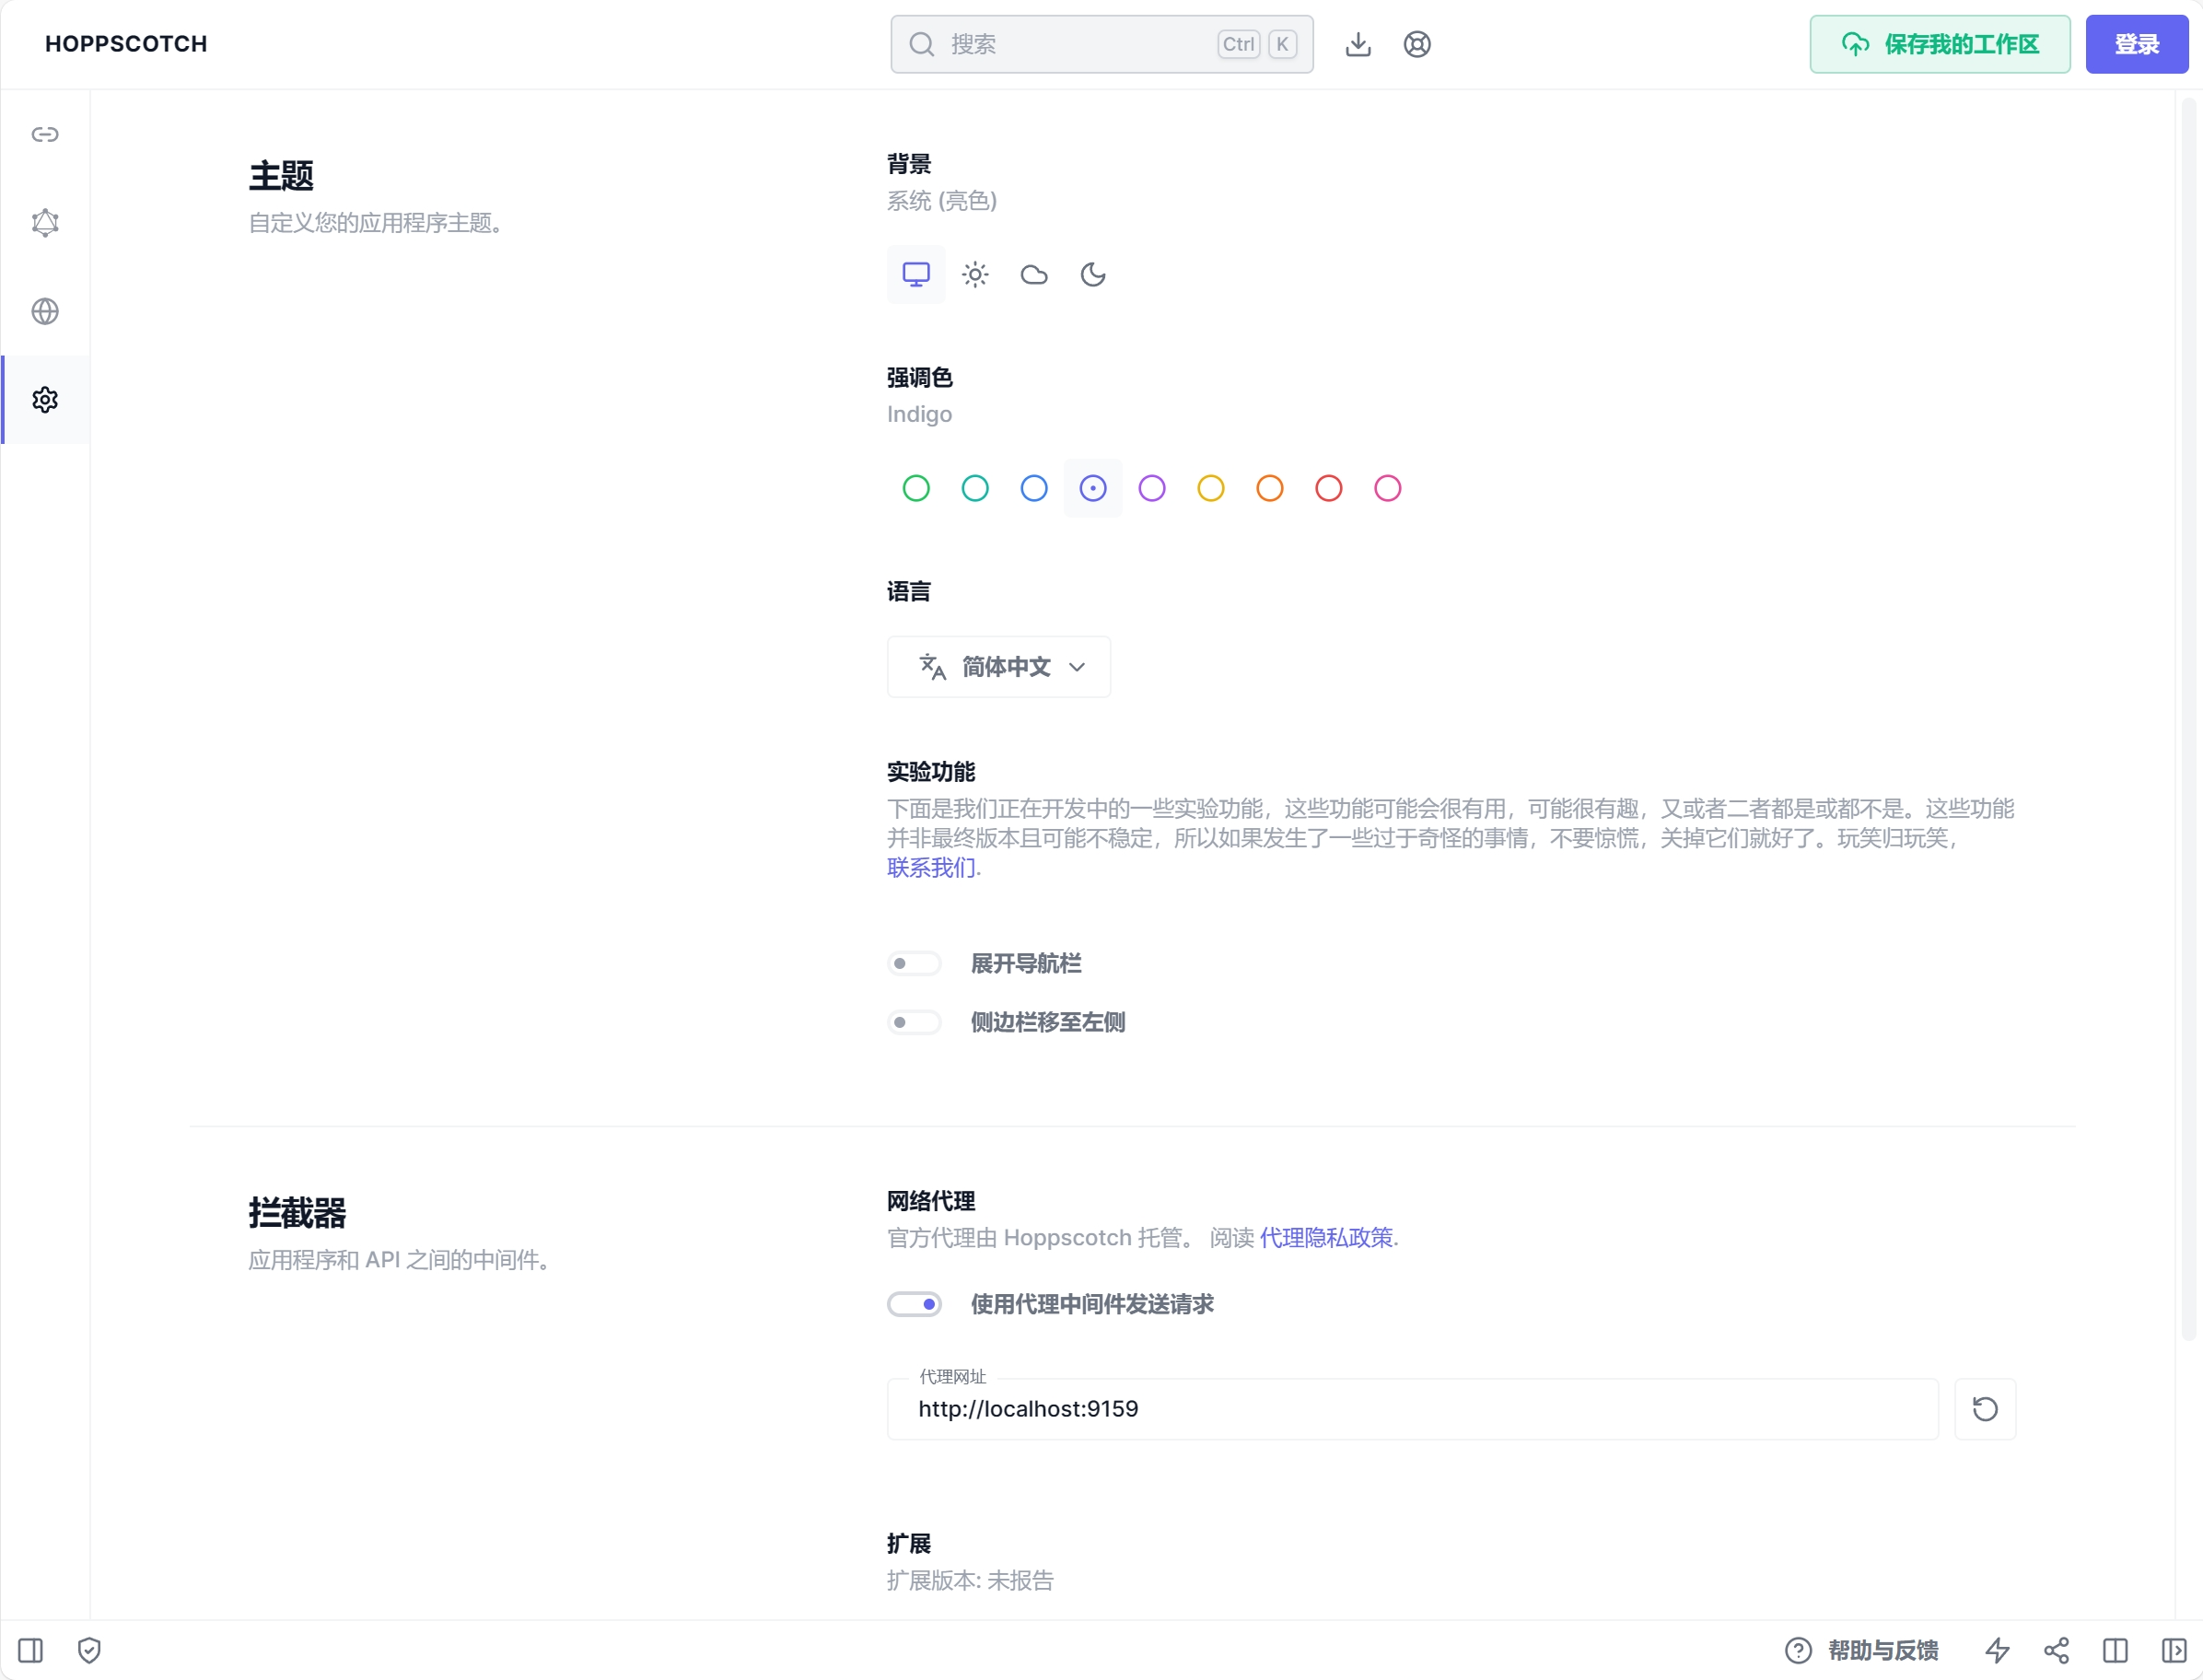 HOPPSCOTCH
搜索
Ctrl K
保存我的工作区
登录
主题
自定义您的应用程序主题。
背景
系统 (亮色)
强调色
Indigo
语言
简体中文
实验功能
下面是我们正在开发中的一些实验功能，这些功能可能会很有用，可能很有趣，又或者二者都是或都不是。这些功能
并非最终版本且可能不稳定，所以如果发生了一些过于奇怪的事情，不要惊慌，关掉它们就好了。玩笑归玩笑，
联系我们.
展开导航栏
侧边栏移至左侧
拦截器
应用程序和 API 之间的中间件。
网络代理
官方代理由 Hoppscotch 托管。 阅读 代理隐私政策.
使用代理中间件发送请求
代理网址
http://localhost:9159
扩展
扩展版本: 未报告
帮助与反馈